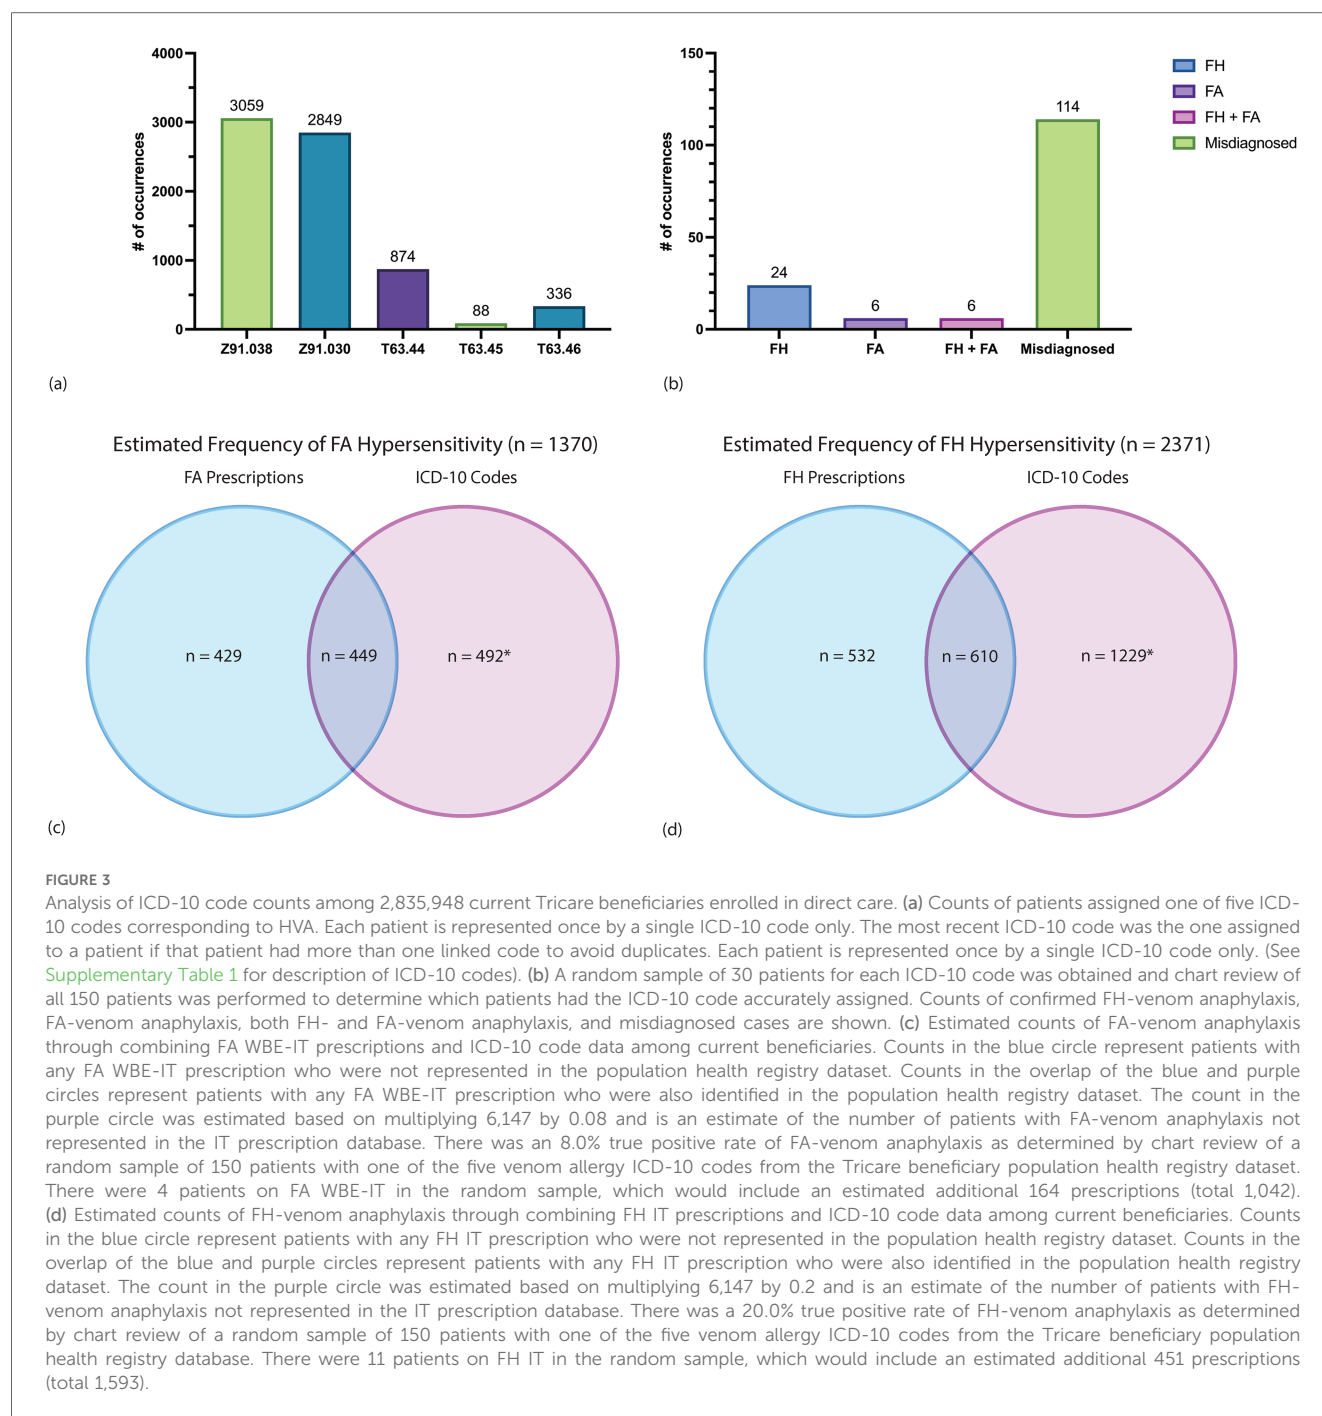 4000
3000
2000
1000
0
# of occurrences
3059
2849
874
88
336
Z91.038
Z91.030
T63.44
T63.45
T63.46
(a)
150
100
50
0
# of occurrences
24
6
6
114
FH
FA
FH + FA
Misdiagnosed
FH
FA
FH + FA
Misdiagnosed
(b)
Estimated Frequency of FA Hypersensitivity (n = 1370)
FA Prescriptions
ICD-10 Codes
n = 429
n = 449
n = 492*
(c)
Estimated Frequency of FH Hypersensitivity (n = 2371)
FH Prescriptions
ICD-10 Codes
n = 532
n = 610
n = 1229*
(d)
FIGURE 3
Analysis of ICD-10 code counts among 2,835,948 current Tricare beneficiaries enrolled in direct care. (a) Counts of patients assigned one of five ICD-
10 codes corresponding to HVA. Each patient is represented once by a single ICD-10 code only. The most recent ICD-10 code was the one assigned
to a patient if that patient had more than one linked code to avoid duplicates. Each patient is represented once by a single ICD-10 code only. (See
Supplementary Table 1 for description of ICD-10 codes). (b) A random sample of 30 patients for each ICD-10 code was obtained and chart review of
all 150 patients was performed to determine which patients had the ICD-10 code accurately assigned. Counts of confirmed FH-venom anaphylaxis,
FA-venom anaphylaxis, both FH- and FA-venom anaphylaxis, and misdiagnosed cases are shown. (c) Estimated counts of FA-venom anaphylaxis
through combining FA WBE-IT prescriptions and ICD-10 code data among current beneficiaries. Counts in the blue circle represent patients with
any FA WBE-IT prescription who were not represented in the population health registry dataset. Counts in the overlap of the blue and purple
circles represent patients with any FA WBE-IT prescription who were also identified in the population health registry dataset. The count in the
purple circle was estimated based on multiplying 6,147 by 0.08 and is an estimate of the number of patients with FA-venom anaphylaxis not
represented in the IT prescription database. There was an 8.0% true positive rate of FA-venom anaphylaxis as determined by chart review of a
random sample of 150 patients with one of the five venom allergy ICD-10 codes from the Tricare beneficiary population health registry dataset.
There were 4 patients on FA WBE-IT in the random sample, which would include an estimated additional 164 prescriptions (total 1,042).
(d) Estimated counts of FH-venom anaphylaxis through combining FH IT prescriptions and ICD-10 code data among current beneficiaries. Counts
in the blue circle represent patients with any FH IT prescription who were not represented in the population health registry dataset. Counts in the
overlap of the blue and purple circles represent patients with any FH IT prescription who were also identified in the population health registry
dataset. The count in the purple circle was estimated based on multiplying 6,147 by 0.2 and is an estimate of the number of patients with FH-
venom anaphylaxis not represented in the IT prescription database. There was a 20.0% true positive rate of FH-venom anaphylaxis as determined
by chart review of a random sample of 150 patients with one of the five venom allergy ICD-10 codes from the Tricare beneficiary population
health registry database. There were 11 patients on FH IT in the random sample, which would include an estimated additional 451 prescriptions
(total 1,593).